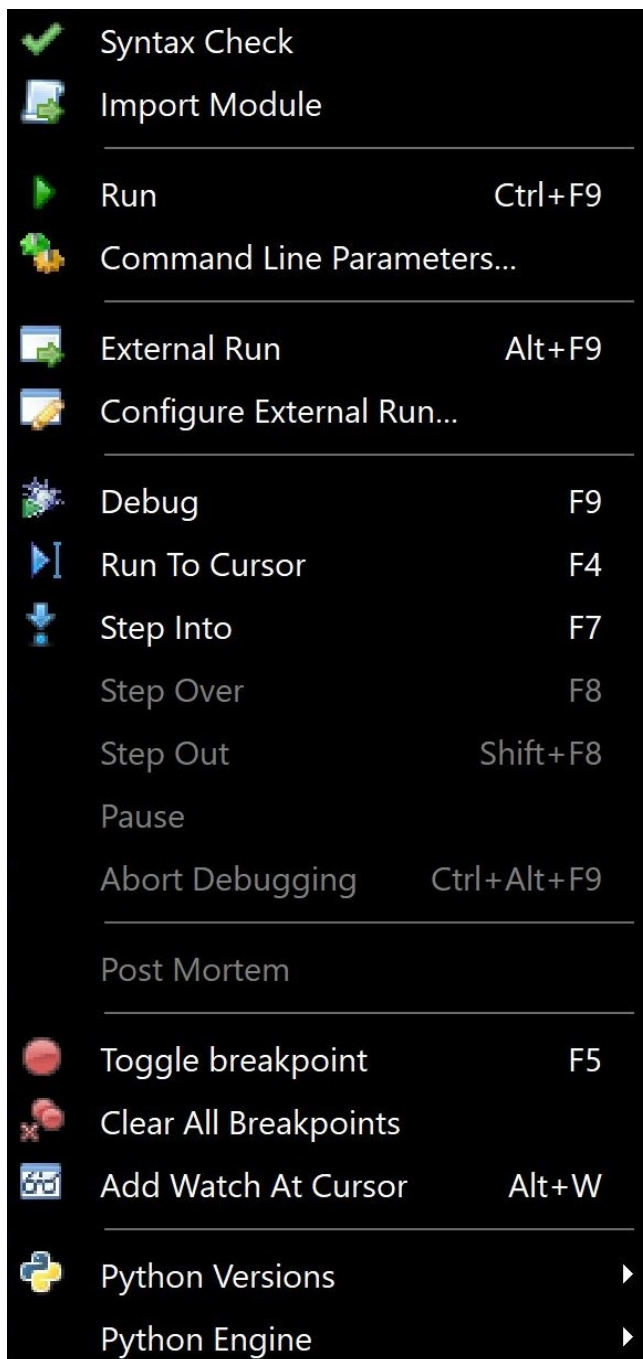 Syntax Check
Import Module
Run Ctrl+F9
Command Line Parameters...
External Run Alt+F9
Configure External Run...
Debug F9
Run To Cursor F4
Step Into F7
Step Over F8
Step Out Shift+F8
Pause
Abort Debugging Ctrl+Alt+F9
Post Mortem
Toggle breakpoint F5
Clear All Breakpoints
Add Watch At Cursor Alt+W
Python Versions
Python Engine